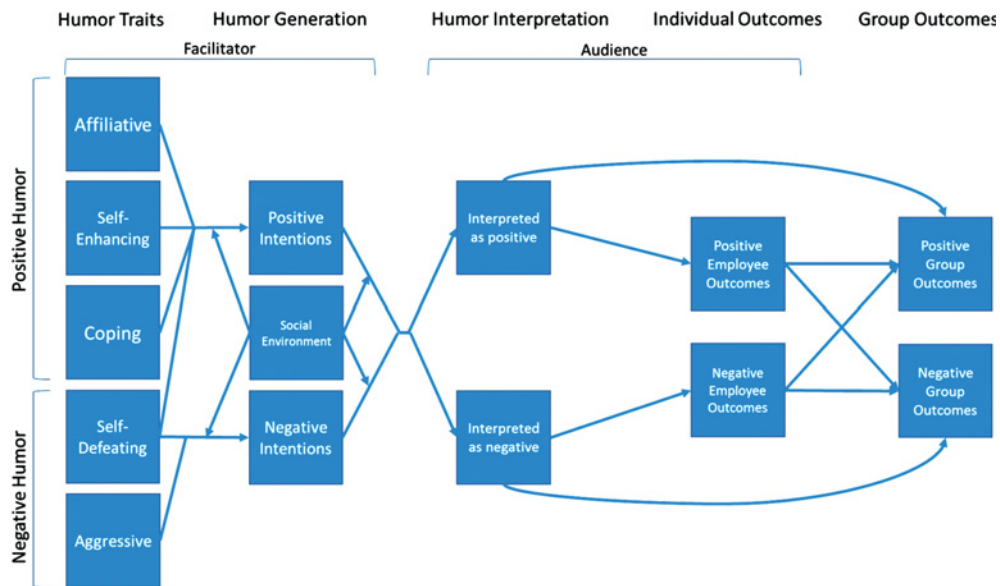 Humor Traits
Humor Generation
Humor Interpretation
Individual Outcomes
Group Outcomes
Facilitator
Audience
Positive Humor
Negative Humor
Affiliative
Self-
Enhancing
Coping
Self-
Defeating
Aggressive
Positive
Intentions
Social
Environment
Negative
Intentions
Interpreted
as positive
Interpreted
as negative
Positive
Employee
Outcomes
Negative
Employee
Outcomes
Positive
Group
Outcomes
Negative
Group
Outcomes